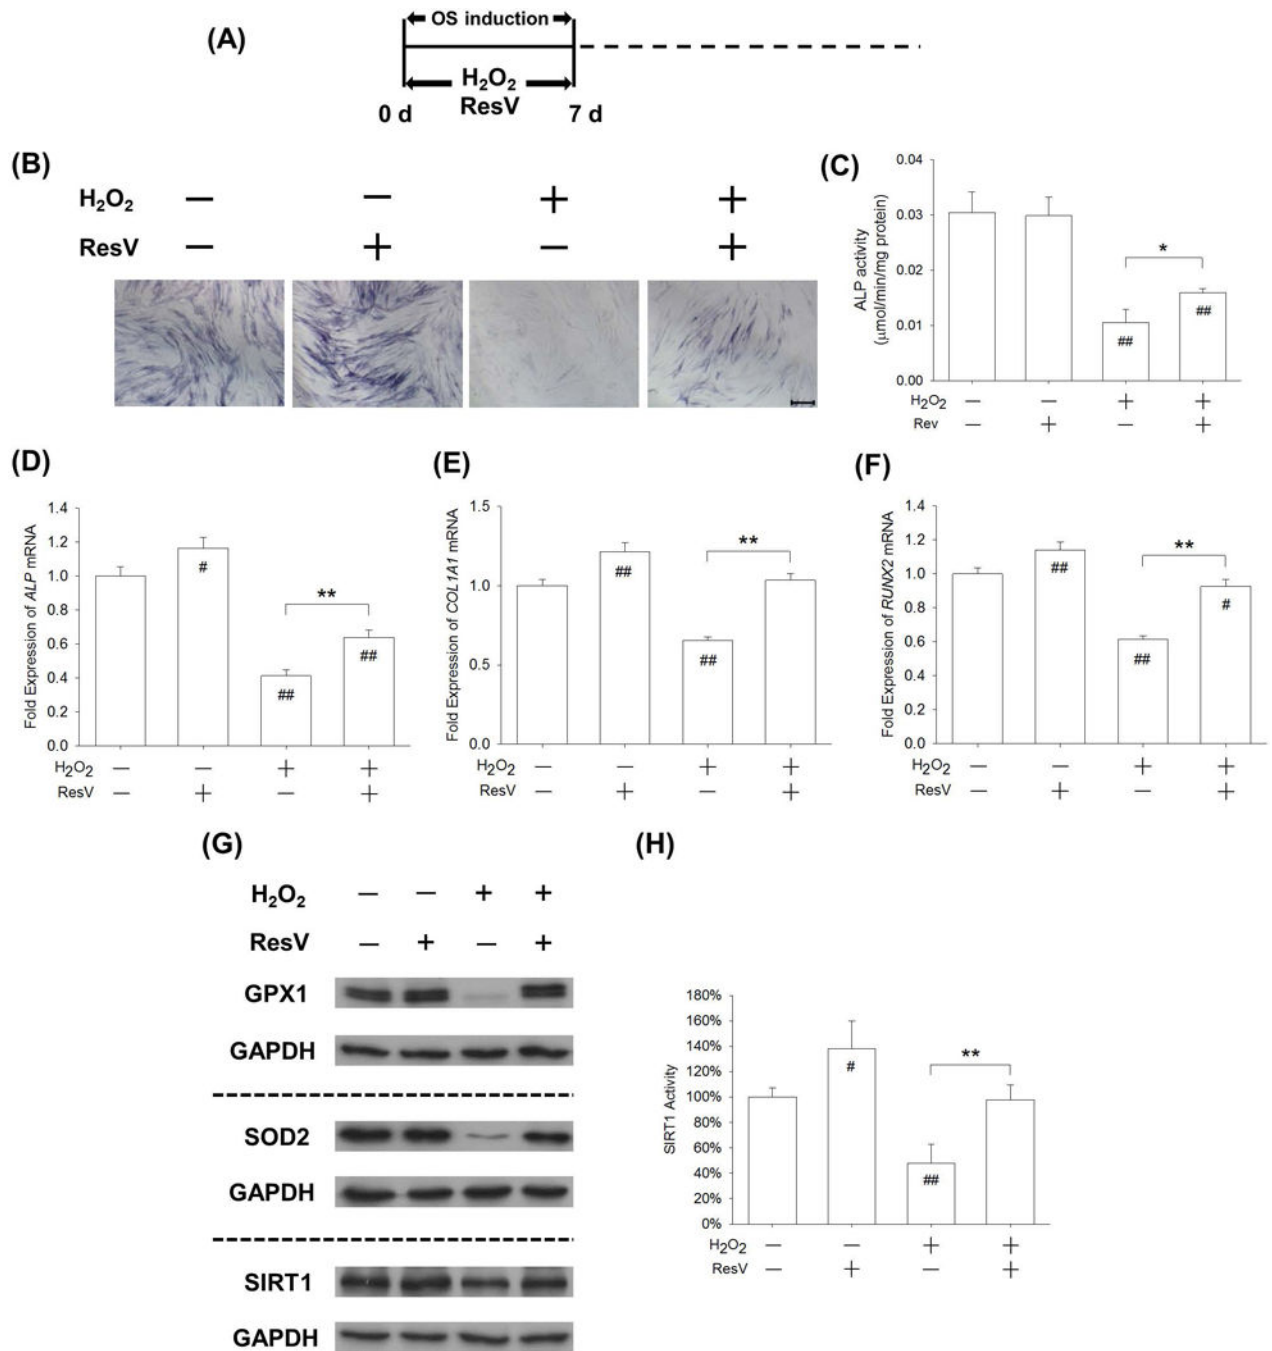 (A)
OS induction
H₂O₂
ResV
0 d
7 d
(B)
H₂O₂ — — + +
ResV — + — +
(C)
ALP activity
(μmol/min/mg protein)
0.04
0.03
0.02
0.01
0.00
*
## ##
H₂O₂ — — + +
Rev — + — +
(D)
Fold Expression of ALP mRNA
1.4
1.2
1.0
0.8
0.6
0.4
0.2
0.0
#
**
## ##
H₂O₂ — — + +
ResV — + — +
(E)
Fold Expression of COL1A1 mRNA
1.5
1.0
0.5
0.0
**
## ##
H₂O₂ — — + +
ResV — + — +
(F)
Fold Expression of RUNX2 mRNA
1.4
1.2
1.0
0.8
0.6
0.4
0.2
0.0
**
## ## #
H₂O₂ — — + +
ResV — + — +
(G)
H₂O₂ — — + +
ResV — + — +
GPX1
GAPDH
SOD2
GAPDH
SIRT1
GAPDH
(H)
SIRT1 Activity
180%
160%
140%
120%
100%
80%
60%
40%
20%
0%
**
# ##
H₂O₂ — — + +
ResV — + — +